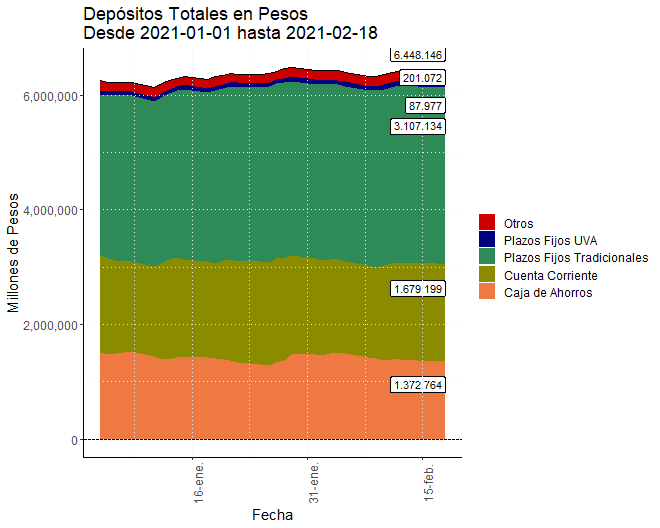 Depósitos Totales en Pesos
Desde 2021-01-01 hasta 2021-02-18
Millones de Pesos
6,000,000
4,000,000
2,000,000
0
6.448.146
201.072
87.977
3.107.134
1.679.199
1.372.764
16-ene.
31-ene.
15-feb.
Fecha
Otros
Plazos Fijos UVA
Plazos Fijos Tradicionales
Cuenta Corriente
Caja de Ahorros